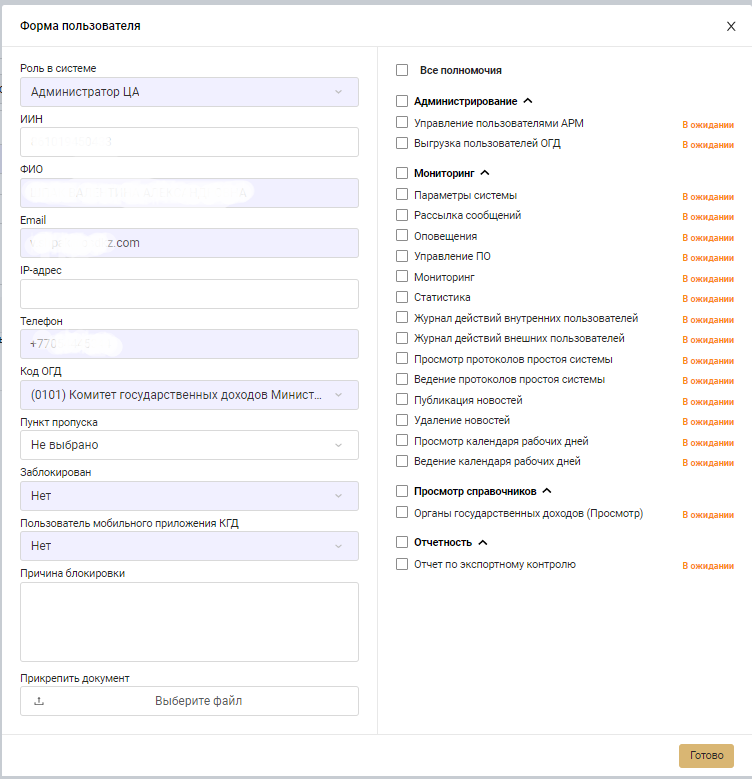 Форма пользователя
Роль в системе
Администратор ЦА
ИИН
ФИО
Email
z.com
IP-адрес
Телефон
+77
Код ОГД
(0101) Комитет государственных доходов Минист...
Пункт пропуска
Не выбрано
Заблокирован
Нет
Пользователь мобильного приложения КГД
Нет
Причина блокировки
Прикрепить документ
Выберите файл
Все полномочия
Администрирование
Управление пользователями АРМ В ожидании
Выгрузка пользователей ОГД В ожидании
Мониторинг
Параметры системы В ожидании
Рассылка сообщений В ожидании
Оповещения В ожидании
Управление ПО В ожидании
Мониторинг В ожидании
Статистика В ожидании
Журнал действий внутренних пользователей В ожидании
Журнал действий внешних пользователей В ожидании
Просмотр протоколов простоя системы В ожидании
Ведение протоколов простоя системы В ожидании
Публикация новостей В ожидании
Удаление новостей В ожидании
Просмотр календаря рабочих дней В ожидании
Ведение календаря рабочих дней В ожидании
Просмотр справочников
Органы государственных доходов (Просмотр) В ожидании
Отчетность
Отчет по экспортному контролю В ожидании
Готово